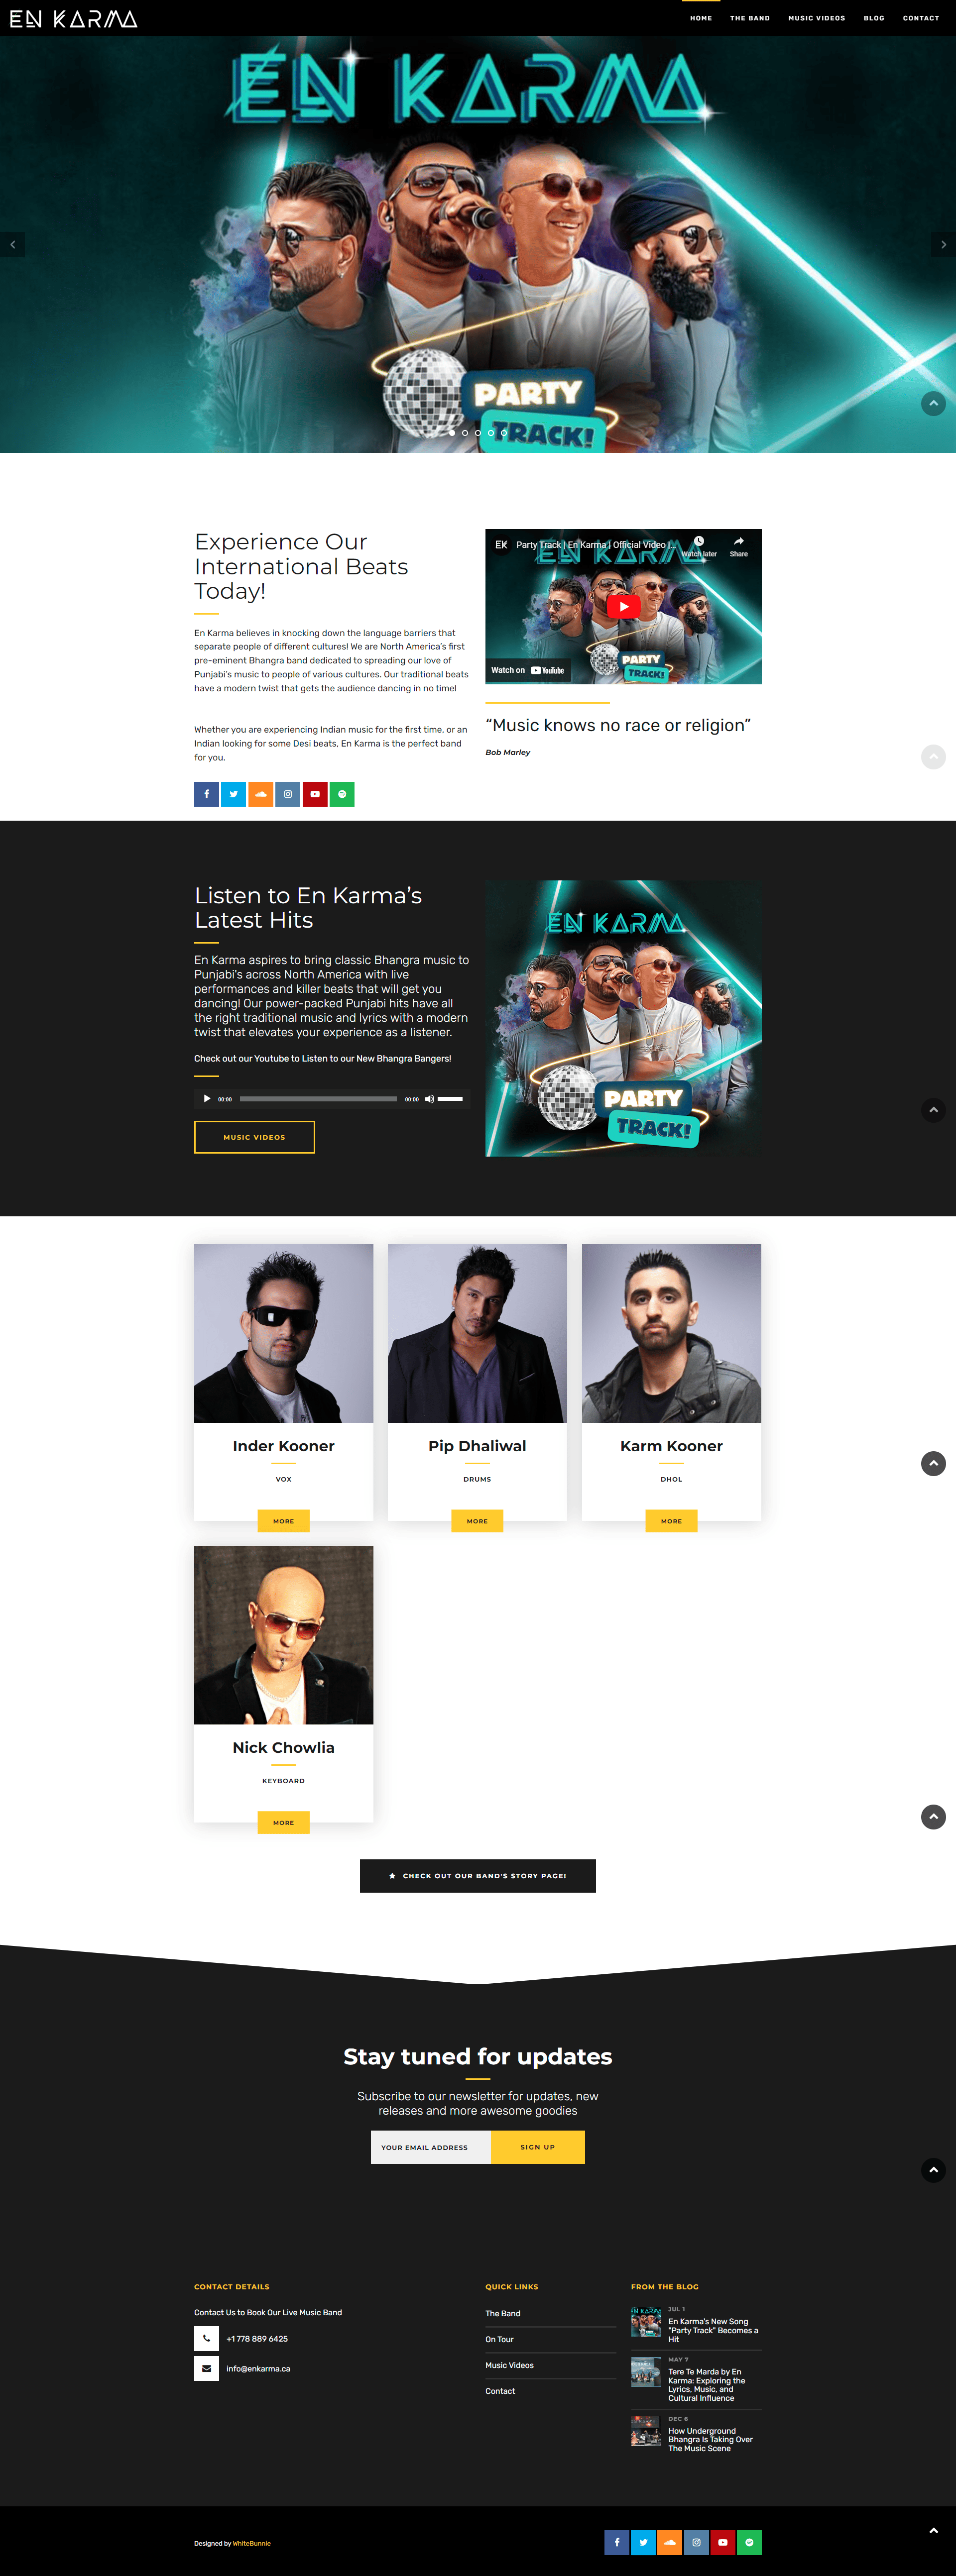 EN KARMA
HOME THE BAND MUSIC VIDEOS BLOG CONTACT
EN KARMA
PARTY
TRACK!
Experience Our
International Beats
Today!
En Karma believes in knocking down the language barriers that
separate people of different cultures! We are North America's first
pre-eminent Bhangra band dedicated to spreading our love of
Punjabi's music to people of various cultures. Our traditional beats
have a modern twist that gets the audience dancing in no time!
Whether you are experiencing Indian music for the first time, or an
Indian looking for some Desi beats, En Karma is the perfect band
for you.
EK Party Track | En Karma | Official Video |...
Watch later Share
EN KARMA
PARTY
TRACK!
Watch on YouTube
“Music knows no race or religion”
Bob Marley
Listen to En Karma's
Latest Hits
En Karma aspires to bring classic Bhangra music to
Punjabi's across North America with live
performances and killer beats that will get you
dancing! Our power-packed Punjabi hits have all
the right traditional music and lyrics with a modern
twist that elevates your experience as a listener.
Check out our Youtube to Listen to our New Bhangra Bangers!
00:00 00:00
MUSIC VIDEOS
EN KARMA
PARTY
TRACK!
Inder Kooner
VOX
MORE
Pip Dhaliwal
DRUMS
MORE
Karm Kooner
DHOL
MORE
Nick Chowlia
KEYBOARD
MORE
CHECK OUT OUR BAND'S STORY PAGE!
Stay tuned for updates
Subscribe to our newsletter for updates, new
releases and more awesome goodies
YOUR EMAIL ADDRESS SIGN UP
CONTACT DETAILS
Contact Us to Book Our Live Music Band
+1 778 889 6425
info@enkarma.ca
QUICK LINKS
The Band
On Tour
Music Videos
Contact
FROM THE BLOG
JUL 1
En Karma's New Song
"Party Track" Becomes a
Hit
MAY 7
Tere Te Marda by En
Karma: Exploring the
Lyrics, Music, and
Cultural Influence
DEC 6
How Underground
Bhangra Is Taking Over
The Music Scene
Designed by WhiteBunnie